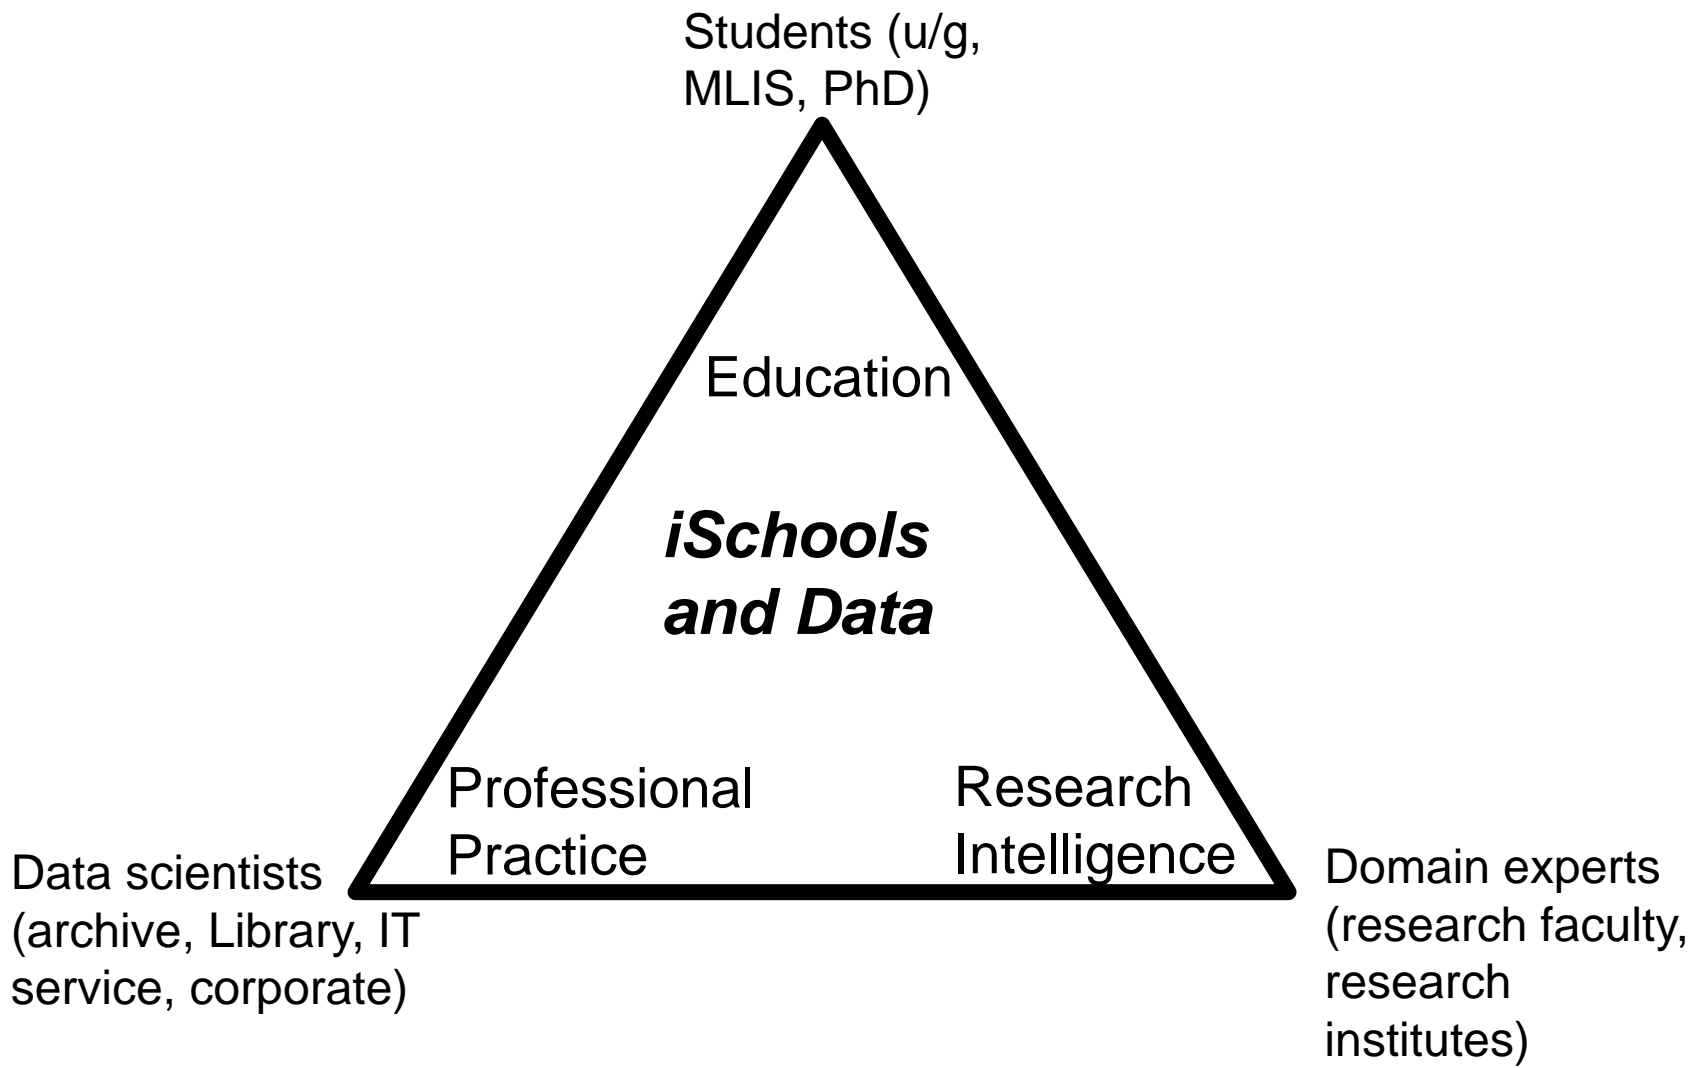 Students (u/g,
MLIS, PhD)
Education
iSchools
and Data
Professional
Practice
Research
Intelligence
Data scientists
(archive, Library, IT
service, corporate)
Domain experts
(research faculty,
research
institutes)